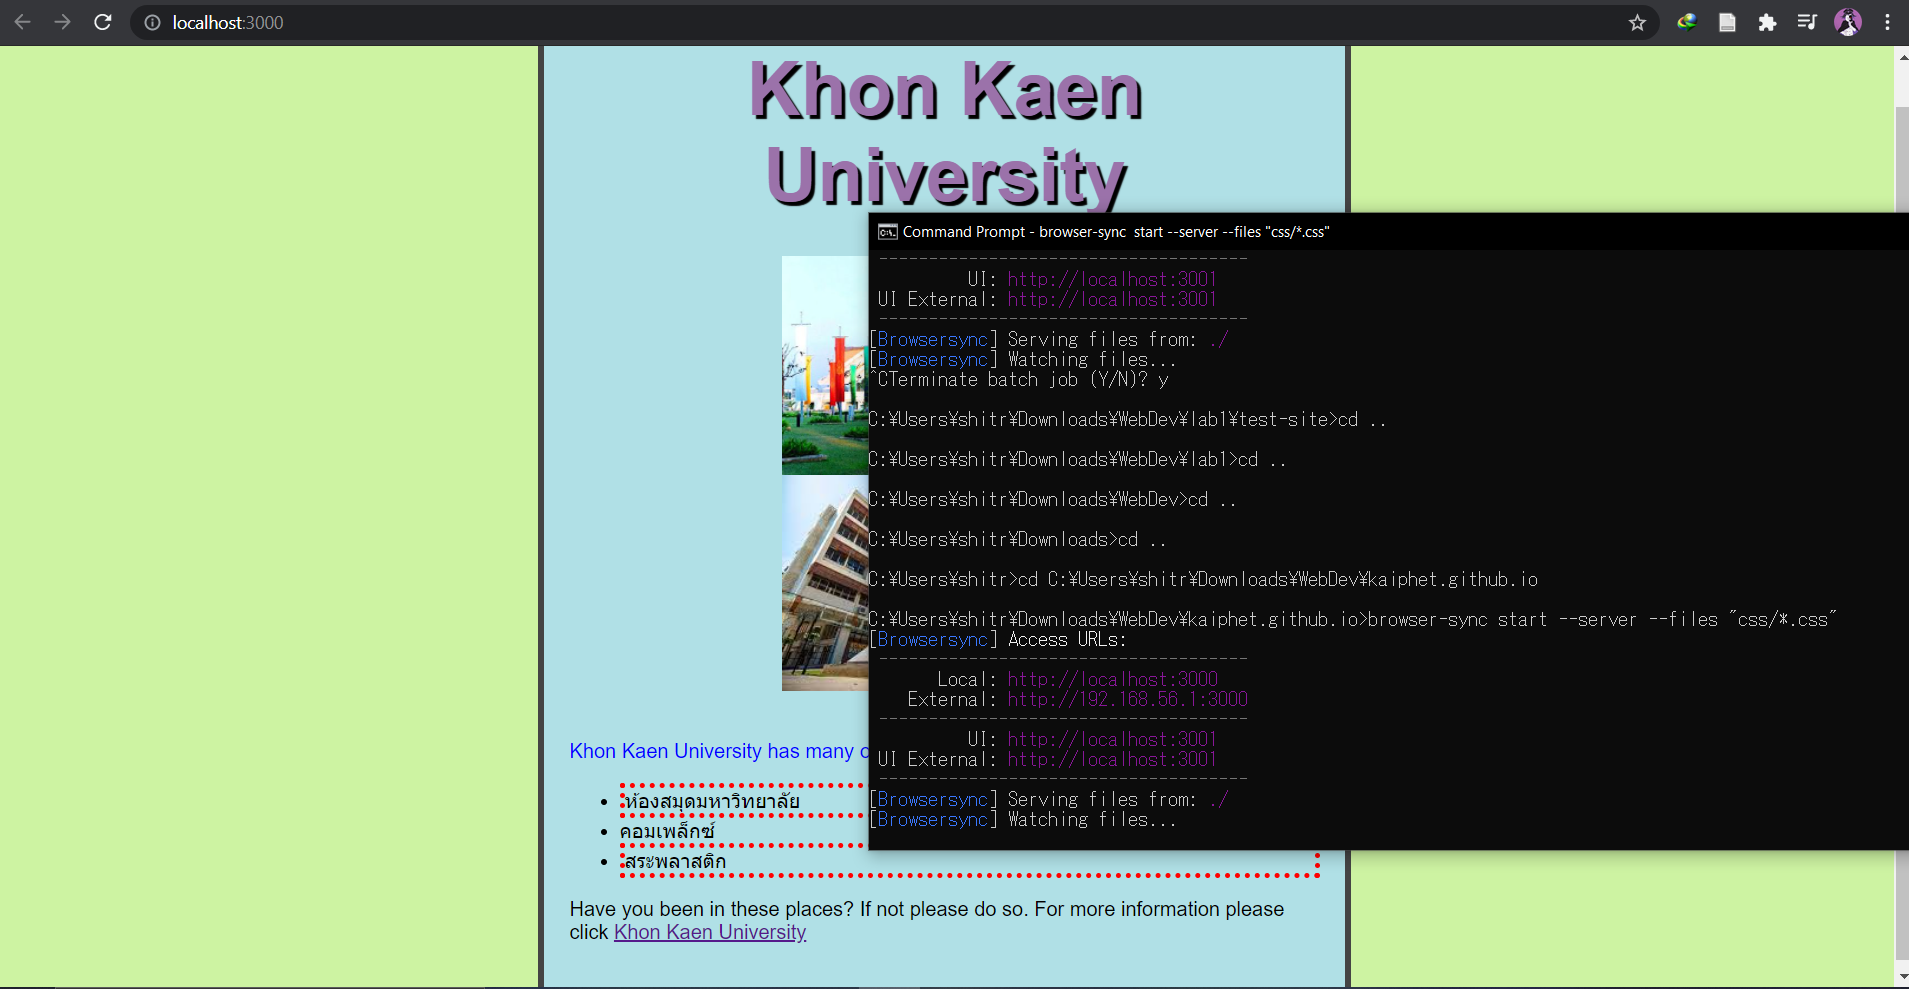 localhost:3000
Khon Kaen
University
Command Prompt - browser-sync  start --server --files "css/*.css"
-------------------------------------
UI: http://localhost:3001
UI External: http://localhost:3001
-------------------------------------
[Browsersync] Serving files from: ./
[Browsersync] Watching files...
^CTerminate batch job (Y/N)? y
C:¥Users¥shitr¥Downloads¥WebDev¥lab1¥test-site>cd ..
C:¥Users¥shitr¥Downloads¥WebDev¥lab1>cd ..
C:¥Users¥shitr¥Downloads¥WebDev>cd ..
C:¥Users¥shitr¥Downloads>cd ..
C:¥Users¥shitr>cd C:¥Users¥shitr¥Downloads¥WebDev¥kaiphet.github.io
C:¥Users¥shitr¥Downloads¥WebDev¥kaiphet.github.io>browser-sync start --server --files "css/*.css"
[Browsersync] Access URLs:
-------------------------------------
Local: http://localhost:3000
External: http://192.168.56.1:3000
-------------------------------------
UI: http://localhost:3001
UI External: http://localhost:3001
-------------------------------------
[Browsersync] Serving files from: ./
[Browsersync] Watching files...
Khon Kaen University has many
• ห้องสมุดมหาวิทยาลัย
• คอมเพล็กซ์
• สระพลาสติก
Have you been in these places? If not please do so. For more information please
click Khon Kaen University